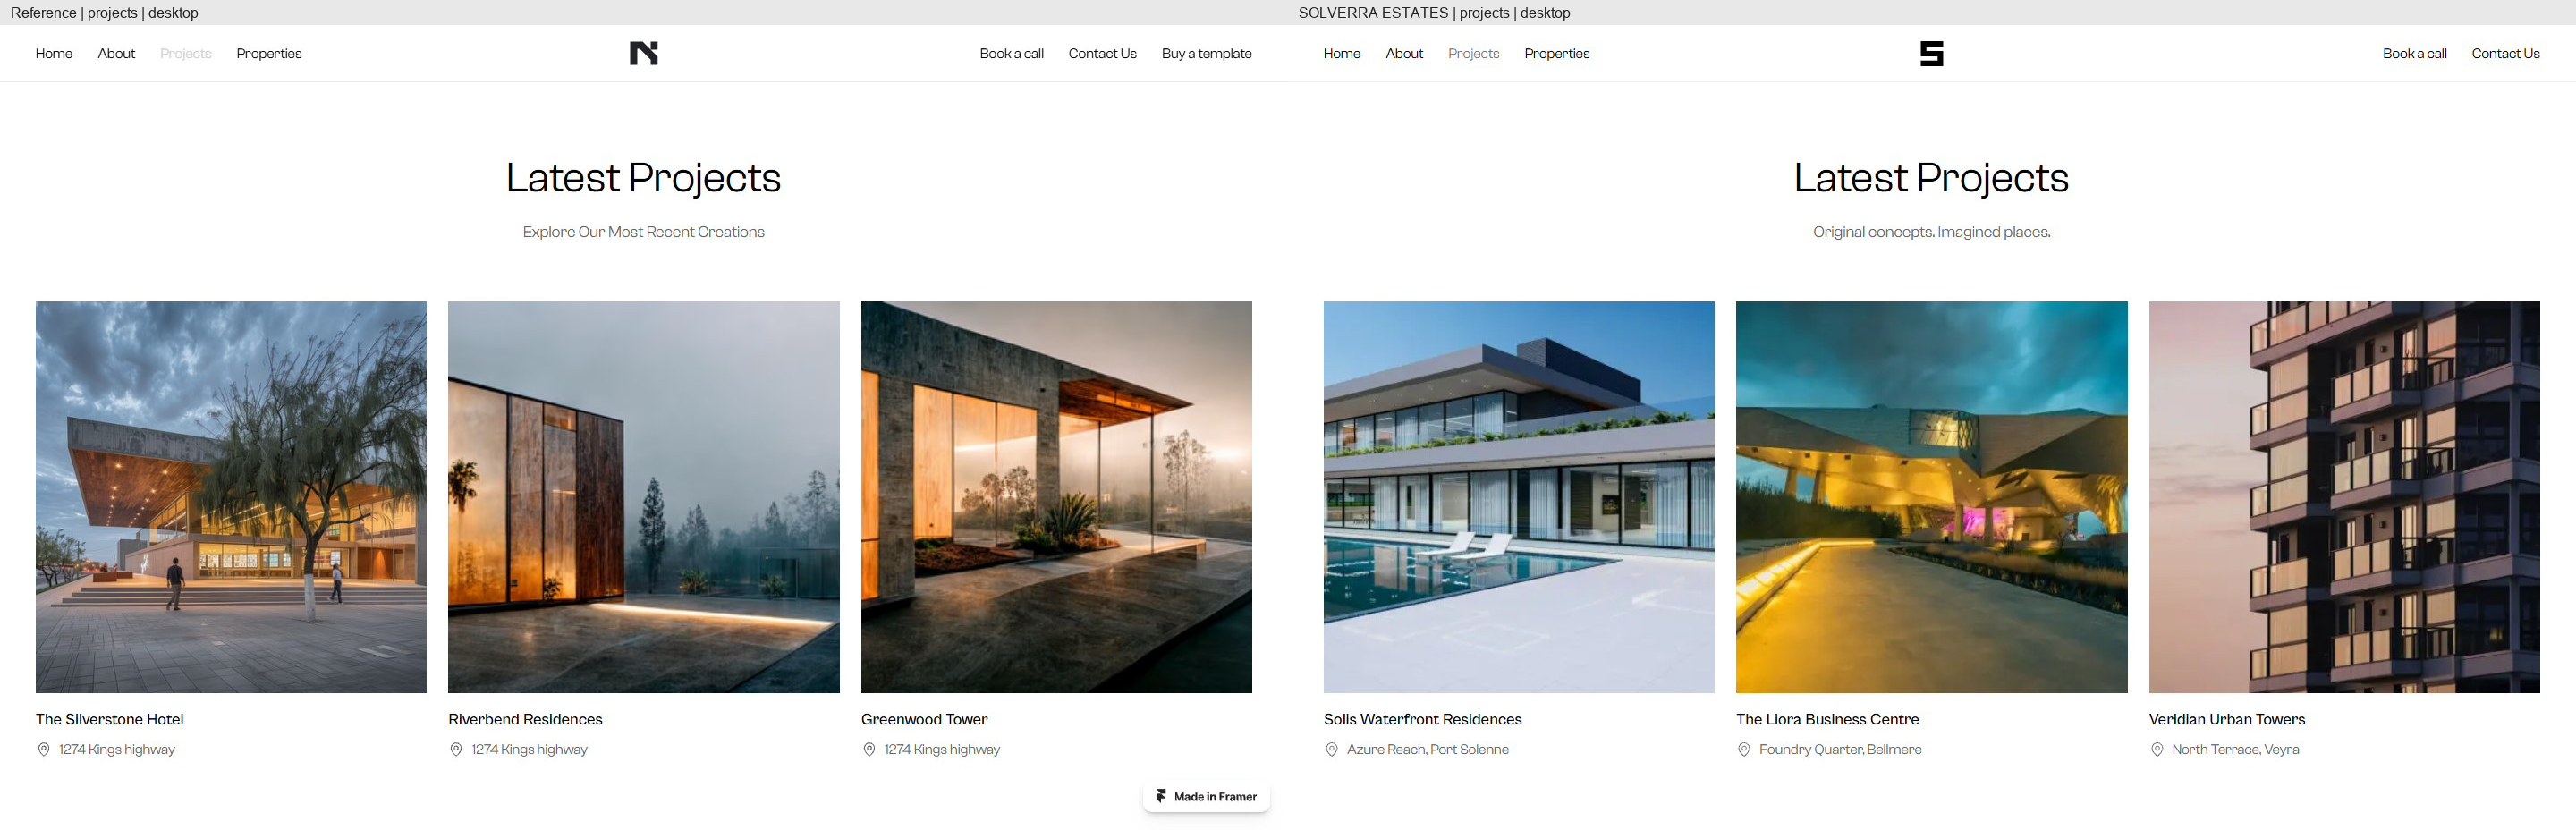 Reference | projects | desktop
Home About Projects Properties
Book a call Contact Us Buy a template
Latest Projects
Explore Our Most Recent Creations
The Silverstone Hotel
1274 Kings highway
Riverbend Residences
1274 Kings highway
Greenwood Tower
1274 Kings highway
Made in Framer
SOLVERRA ESTATES | projects | desktop
Home About Projects Properties
Book a call Contact Us
Latest Projects
Original concepts. Imagined places.
Solis Waterfront Residences
Azure Reach, Port Solenne
The Liora Business Centre
Foundry Quarter, Bellmere
Veridian Urban Towers
North Terrace, Veyra